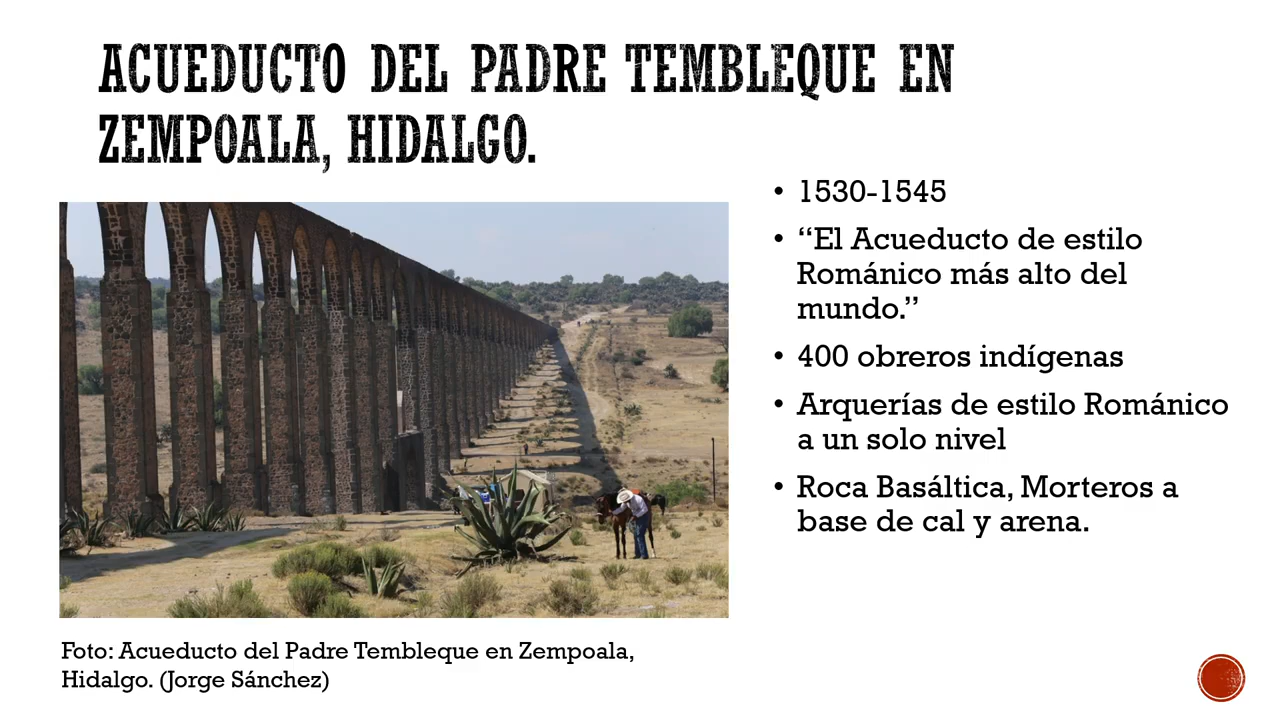 ACUEDUCTO DEL PADRE TEMBLEQUE EN
ZEMPOALA, HIDALGO.
• 1530-1545
• “El Acueducto de estilo
Románico más alto del
mundo.”
• 400 obreros indígenas
• Arquerías de estilo Románico
a un solo nivel
• Roca Basáltica, Morteros a
base de cal y arena.
Foto: Acueducto del Padre Tembleque en Zempoala,
Hidalgo. (Jorge Sánchez)